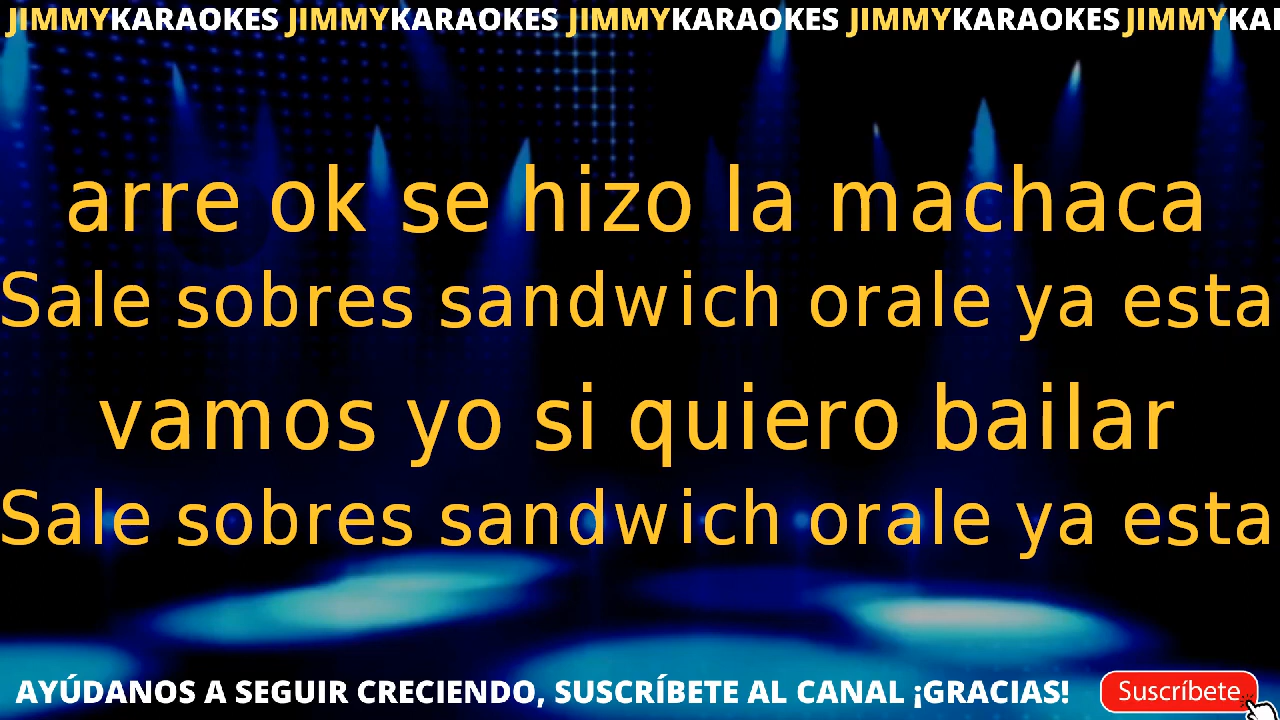 JIMMYKARAOKES JIMMYKARAOKES JIMMYKARAOKES JIMMYKARAOKES JIMMYKA
arre ok se hizo la machaca
Sale sobres sandwich orale ya esta
vamos yo si quiero bailar
Sale sobres sandwich orale ya esta
AYÚDANOS A SEGUIR CRECIENDO, SUSCRÍBETE AL CANAL ¡GRACIAS! Suscríbete